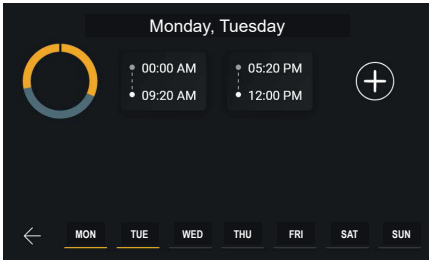 Monday, Tuesday
00:00 AM
09:20 AM
05:20 PM
12:00 PM
MON TUE WED THU FRI SAT SUN